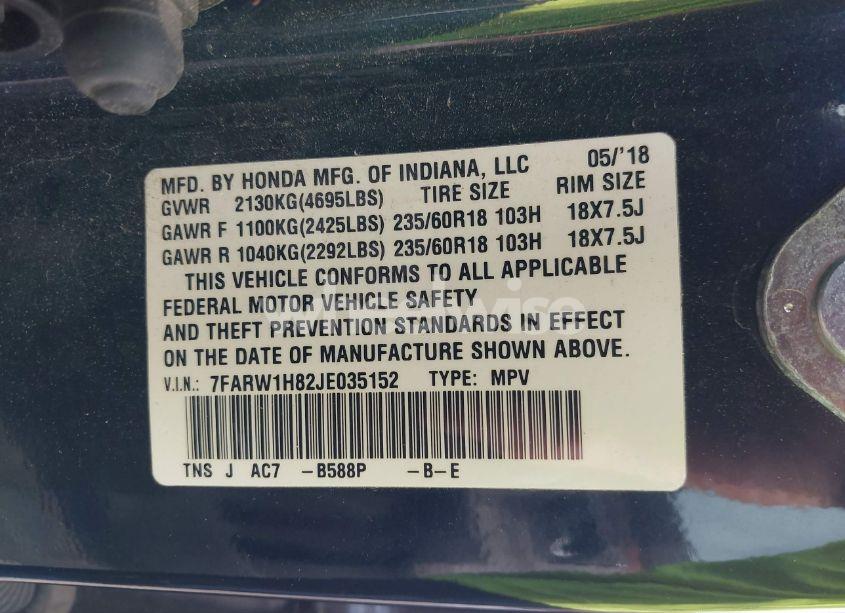 MFD. BY HONDA MFG. OF INDIANA, LLC 05/'18
GVWR 2130KG(4695LBS) TIRE SIZE RIM SIZE
GAWR F 1100KG(2425LBS) 235/60R18 103H 18X7.5J
GAWR R 1040KG(2292LBS) 235/60R18 103H 18X7.5J
THIS VEHICLE CONFORMS TO ALL APPLICABLE
FEDERAL MOTOR VEHICLE SAFETY
AND THEFT PREVENTION STANDARDS IN EFFECT
ON THE DATE OF MANUFACTURE SHOWN ABOVE.
V.I.N.: 7FARW1H82JE035152 TYPE: MPV
TNS J AC7 -B588P -B-E